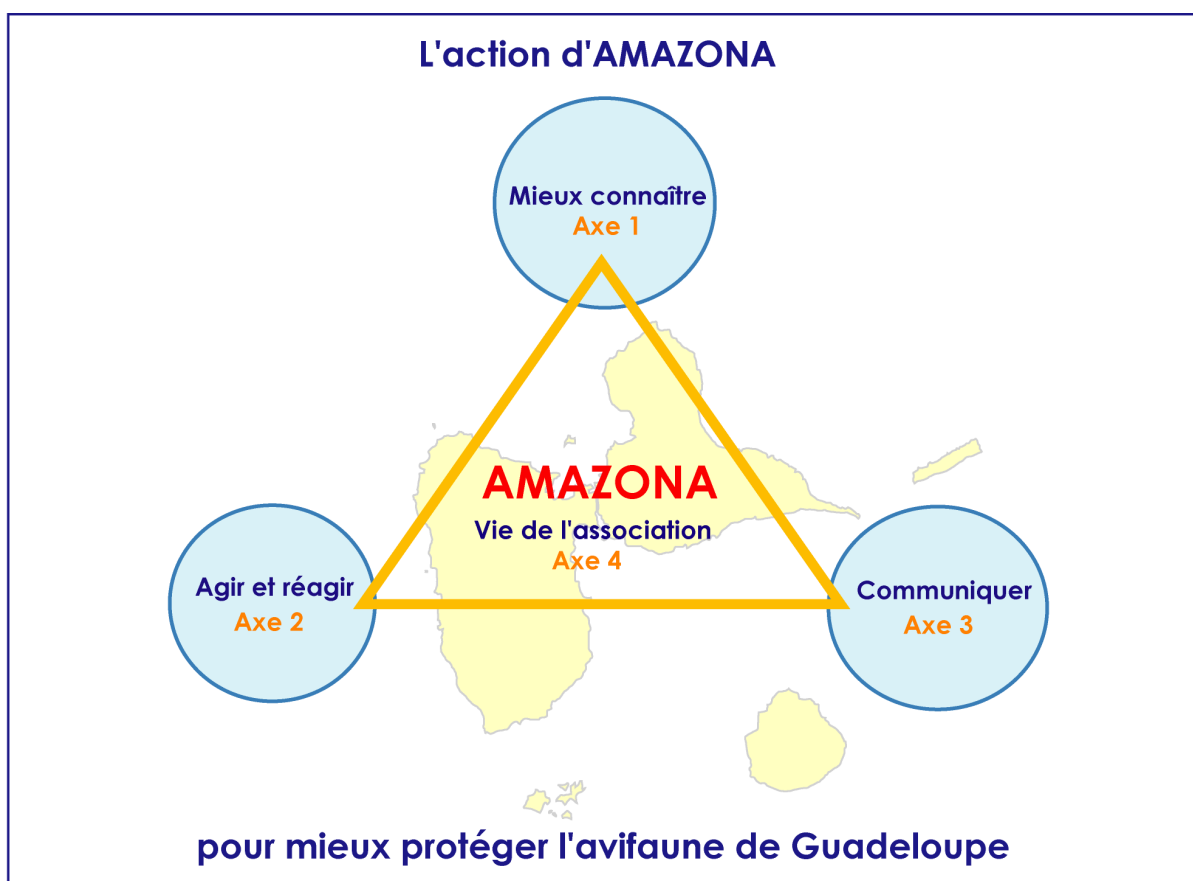 L'action d'AMAZONA
Mieux connaître
Axe 1
AMAZONA
Vie de l'association
Axe 4
Agir et réagir
Axe 2
Communiquer
Axe 3
pour mieux protéger l'avifaune de Guadeloupe